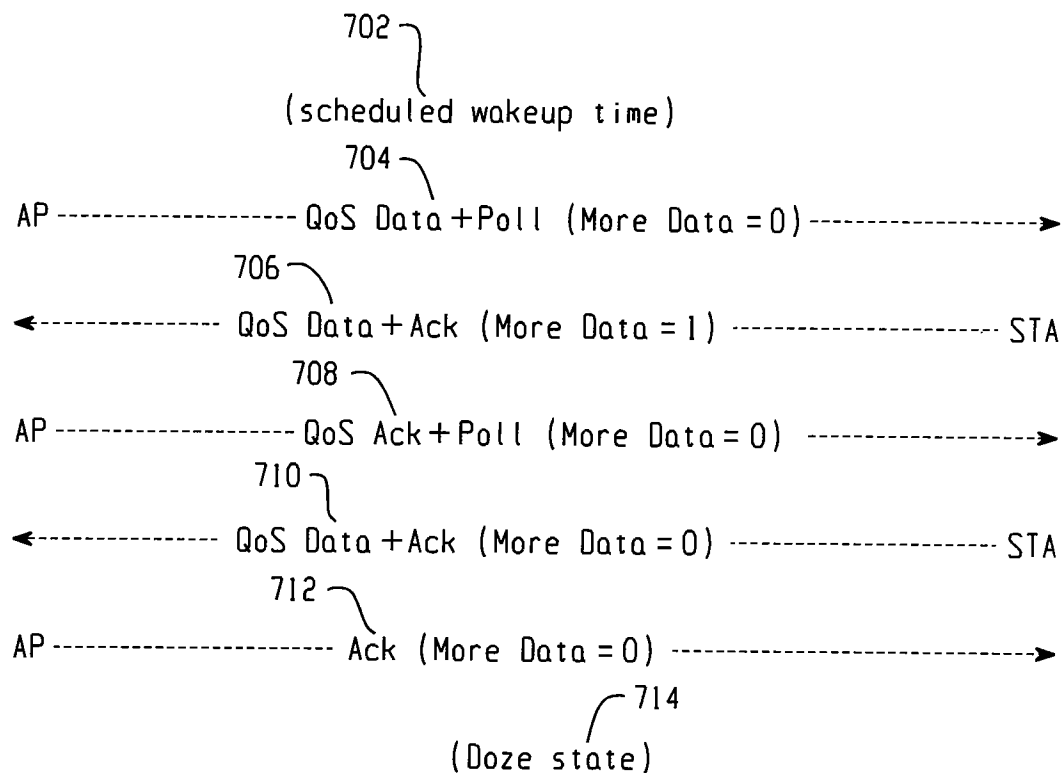 702
(scheduled wakeup time)
704
AP QoS Data+Poll (More Data=0)
706
QoS Data+Ack (More Data=1) STA
708
AP QoS Ack+Poll (More Data=0)
710
QoS Data+Ack (More Data=0) STA
712
AP Ack (More Data=0)
714
(Doze state)